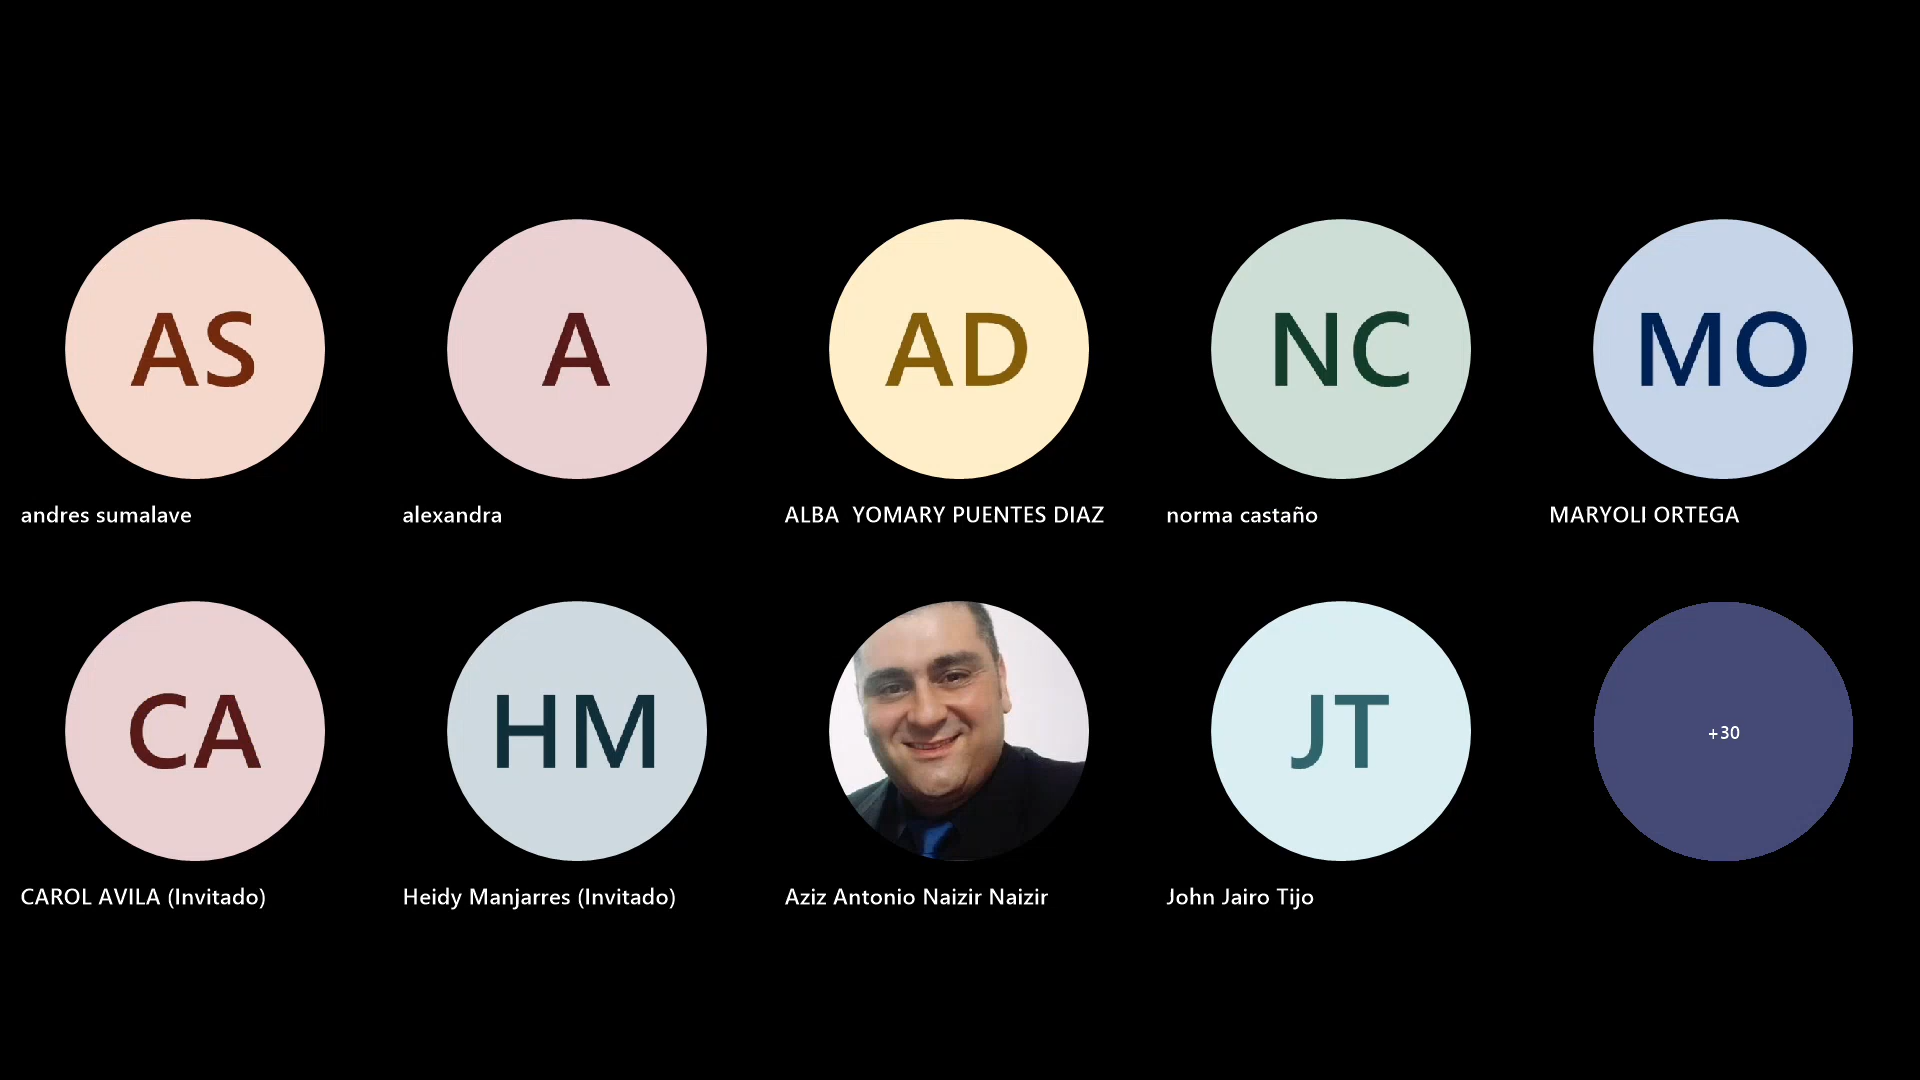 AS
A
AD
NC
MO
andres sumalave
alexandra
ALBA  YOMARY PUENTES DIAZ
norma castaño
MARYOLI ORTEGA
CA
HM
JT
+30
CAROL AVILA (Invitado)
Heidy Manjarres (Invitado)
Aziz Antonio Naizir Naizir
John Jairo Tijo